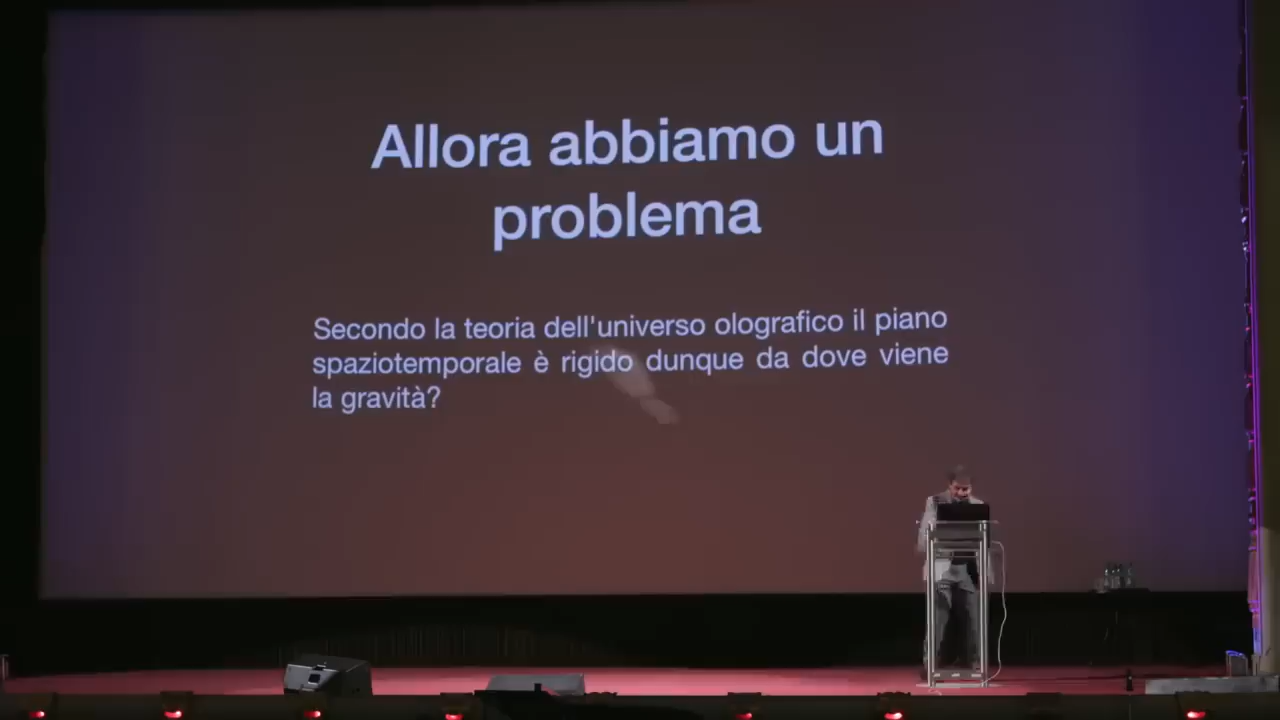 Allora abbiamo un
problema
Secondo la teoria dell'universo olografico il piano
spaziotemporale è rigido dunque da dove viene
la gravità?